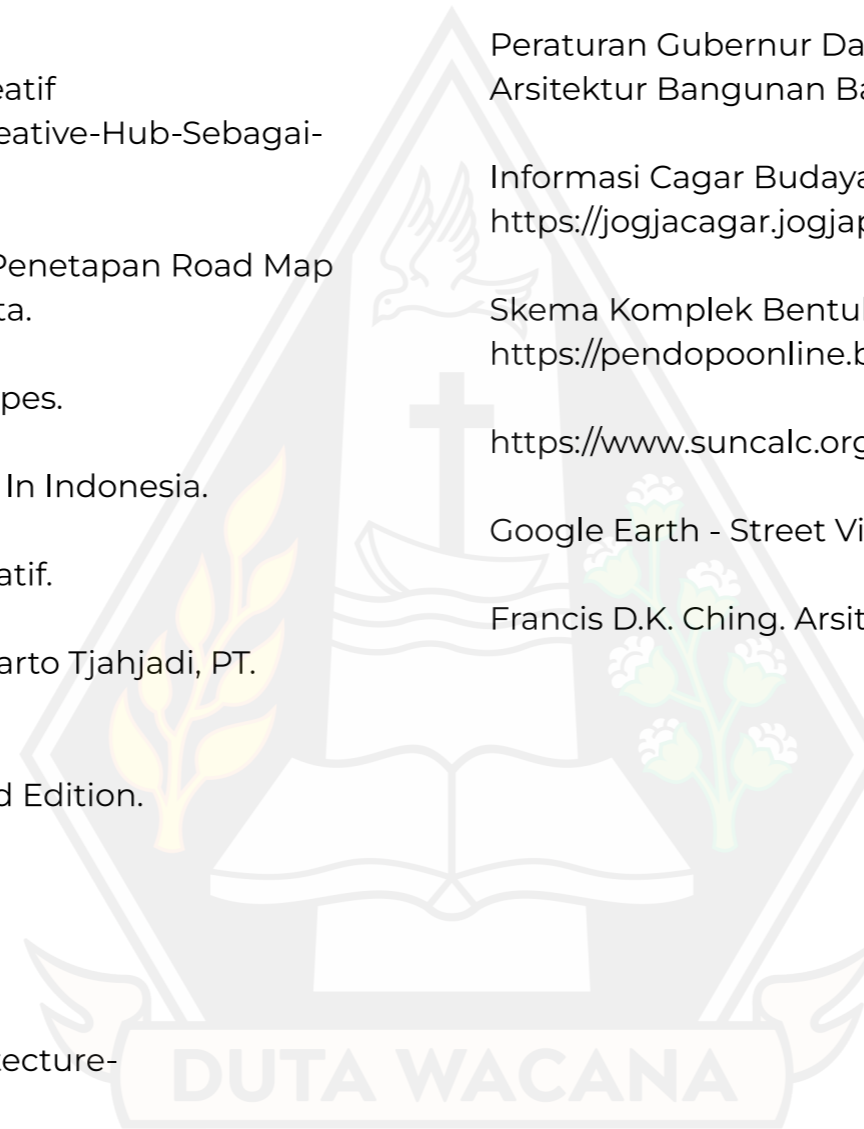 eatif
eative-Hub-Sebagai-
Penetapan Road Map
ta.
pes.
In Indonesia.
atif.
arto Tjahjadi, PT.
d Edition.
ecture-
Peraturan Gubernur Da
Arsitektur Bangunan Ba
Informasi Cagar Budaya
https://jogjacagar.jogjap
Skema Komplek Bentuk
https://pendopoonline.b
https://www.suncalc.org
Google Earth - Street Vi
Francis D.K. Ching. Arsit
DUTA WACANA